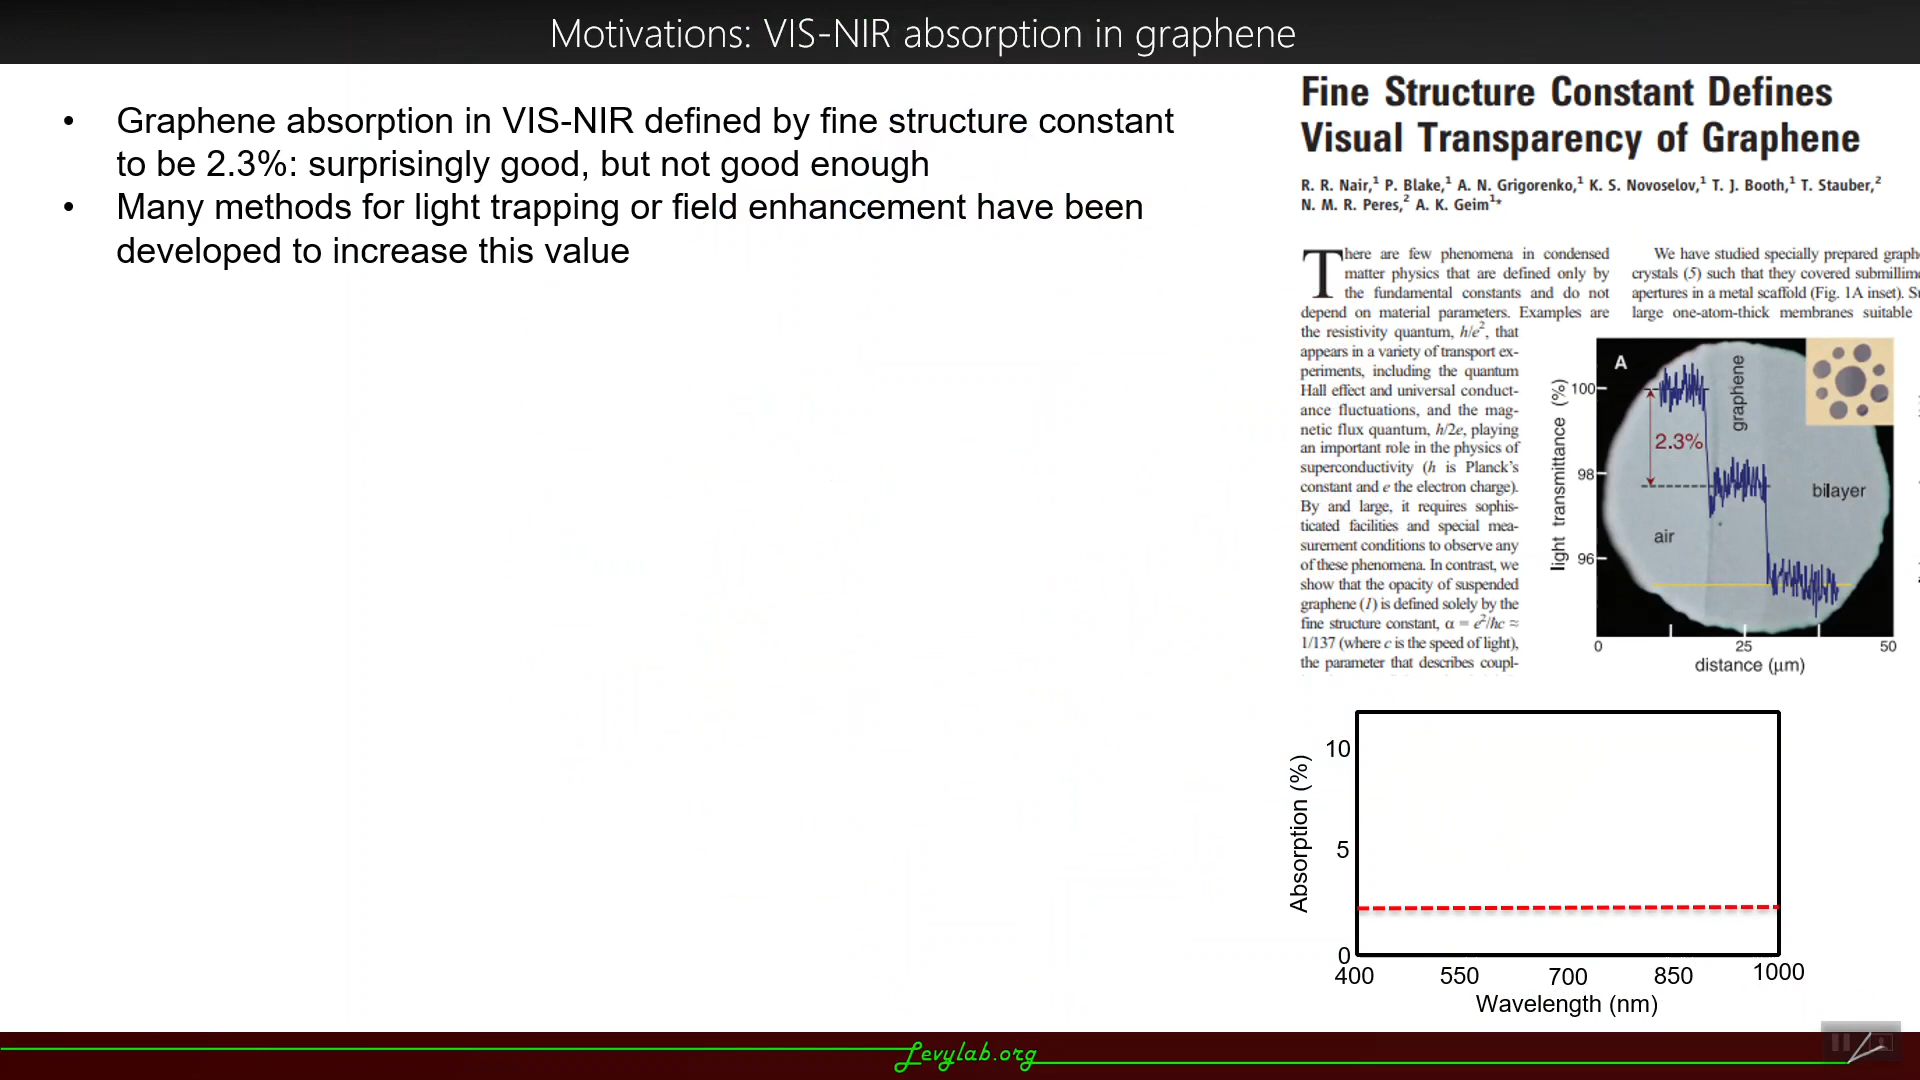 Motivations: VIS-NIR absorption in graphene
• Graphene absorption in VIS-NIR defined by fine structure constant
to be 2.3%: surprisingly good, but not good enough
• Many methods for light trapping or field enhancement have been
developed to increase this value
Fine Structure Constant Defines
Visual Transparency of Graphene
R. R. Nair,¹ P. Blake,¹ A. N. Grigorenko,¹ K. S. Novoselov,¹ T. J. Booth,¹ T. Stauber,²
N. M. R. Peres,² A. K. Geim¹*
There are few phenomena in condensed
matter physics that are defined only by
the fundamental constants and do not
depend on material parameters. Examples are
the resistivity quantum, h/e², that
appears in a variety of transport ex-
periments, including the quantum
Hall effect and universal conduct-
ance fluctuations, and the mag-
netic flux quantum, h/2e, playing
an important role in the physics of
superconductivity (h is Planck's
constant and e the electron charge).
By and large, it requires sophis-
ticated facilities and special mea-
surement conditions to observe any
of these phenomena. In contrast, we
show that the opacity of suspended
graphene (1) is defined solely by the
fine structure constant, α = e²/ħc ≈
1/137 (where c is the speed of light),
the parameter that describes coupl-
We have studied specially prepared graph
crystals (5) such that they covered submillim
apertures in a metal scaffold (Fig. 1A inset).
large one-atom-thick membranes suitable
A
light transmittance (%)
100
98
96
2.3%
graphene
air
bilayer
0 25 50
distance (μm)
Absorption (%)
10
5
0
400 550 700 850 1000
Wavelength (nm)
Levylab.org